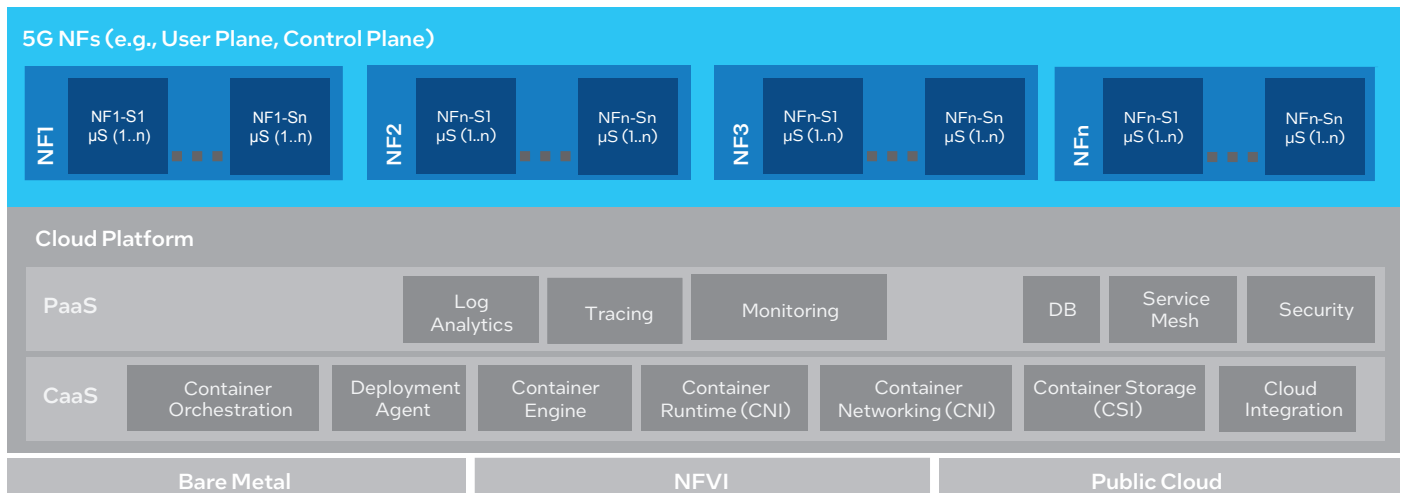 5G NFs (e.g., User Plane, Control Plane)
NF1
NF1-S1
µS (1..n)
NF1-Sn
µS (1..n)
NF2
NFn-S1
µS (1..n)
NFn-Sn
µS (1..n)
NF3
NFn-S1
µS (1..n)
NFn-Sn
µS (1..n)
NFn
NFn-S1
µS (1..n)
NFn-Sn
µS (1..n)
Cloud Platform
PaaS
Log
Analytics
Tracing
Monitoring
DB
Service
Mesh
Security
CaaS
Container
Orchestration
Deployment
Agent
Container
Engine
Container
Runtime (CNI)
Container
Networking (CNI)
Container Storage
(CSI)
Cloud
Integration
Bare Metal
NFVI
Public Cloud